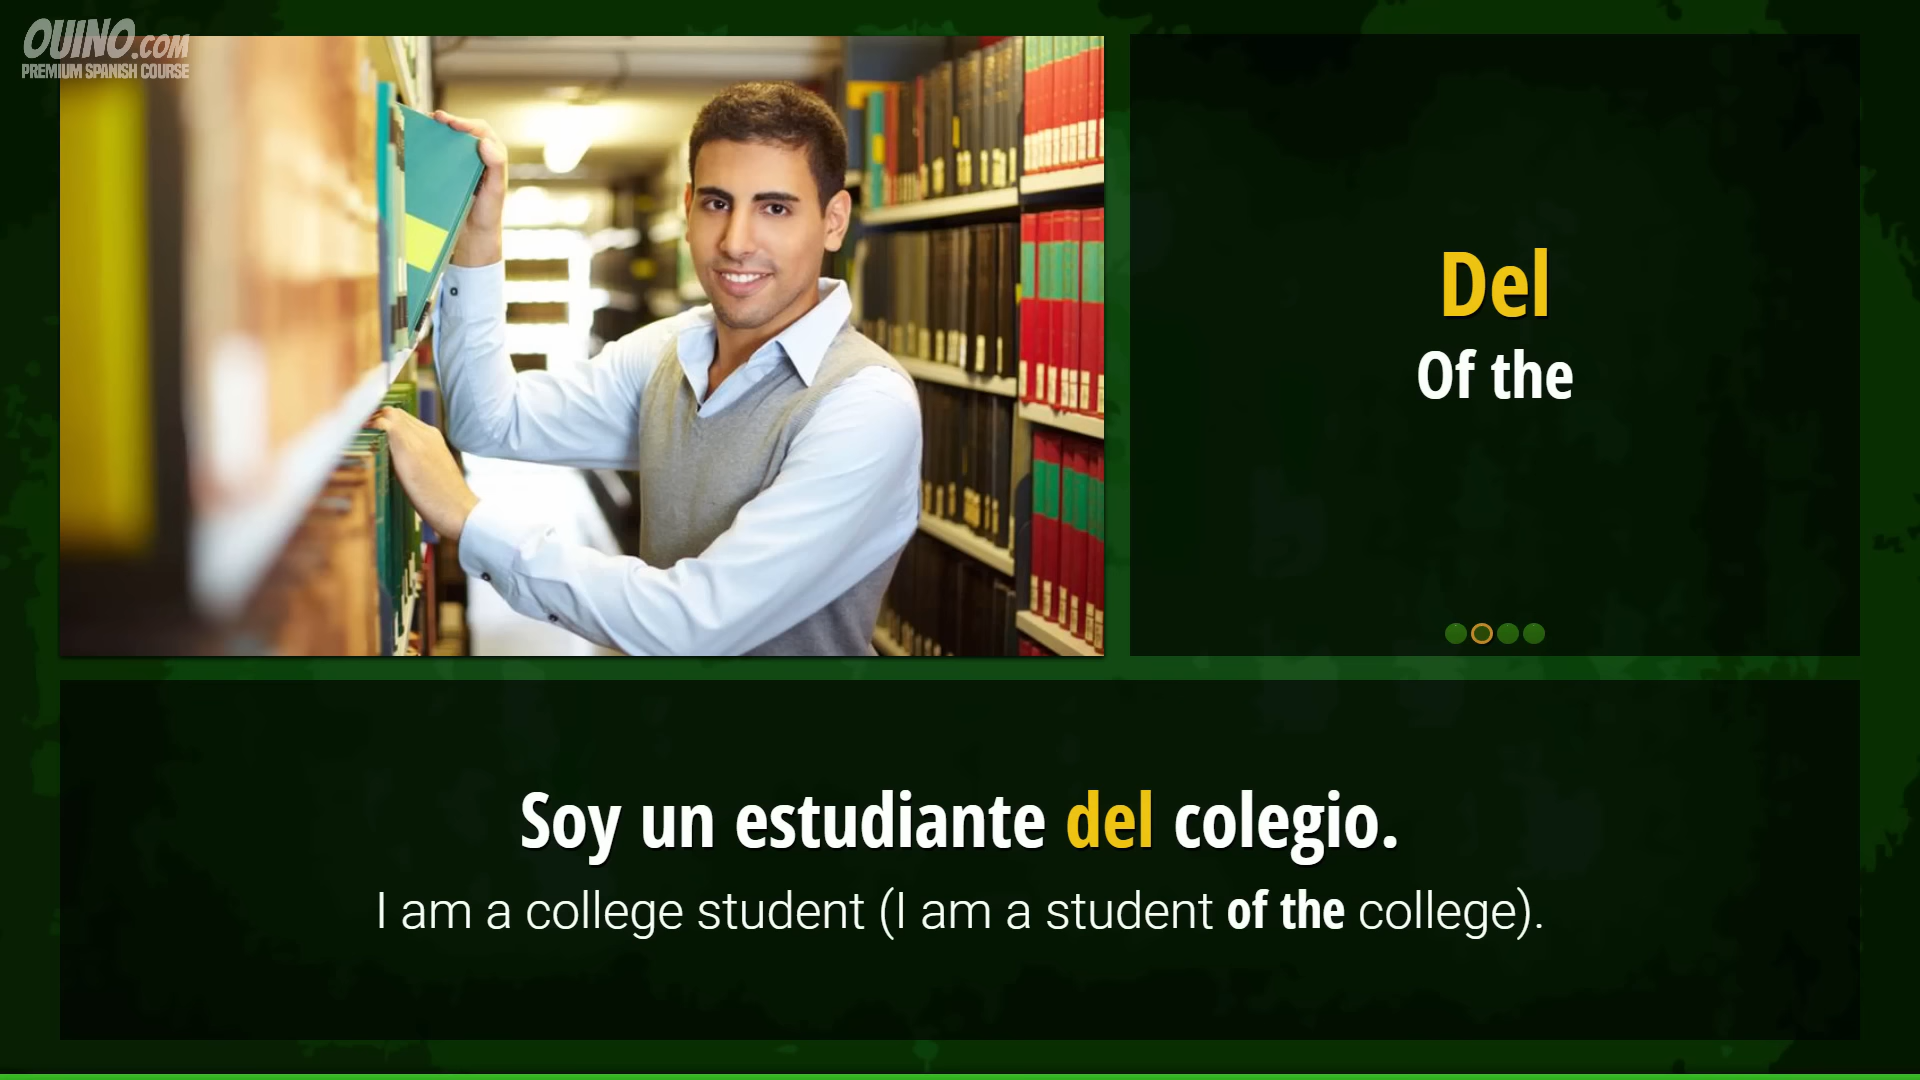 OUINO.COM
PREMIUM SPANISH COURSE
Del
Of the
Soy un estudiante del colegio.
I am a college student (I am a student of the college).